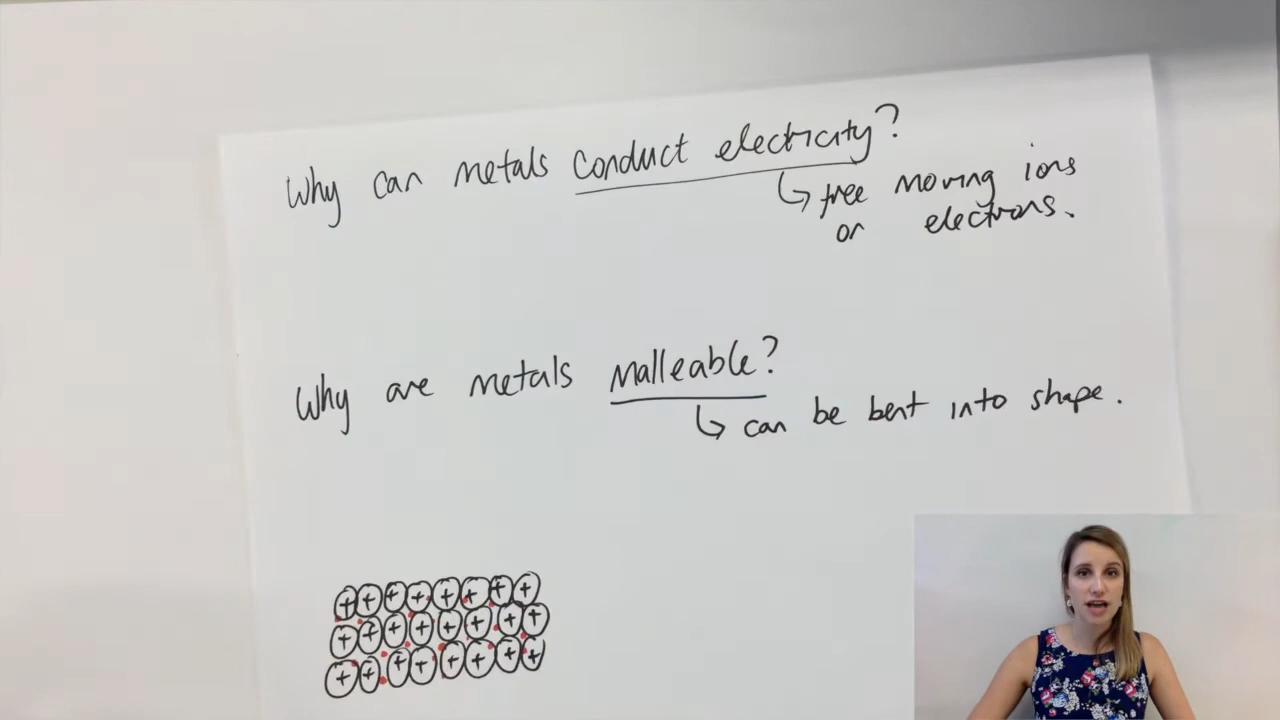 Why can metals conduct electricity?
↳ free moving ions
or electrons.
Why are metals malleable?
↳ can be bent into shape.
+ + + + + + + +
+ + + + + + + +
+ + + + + + + +